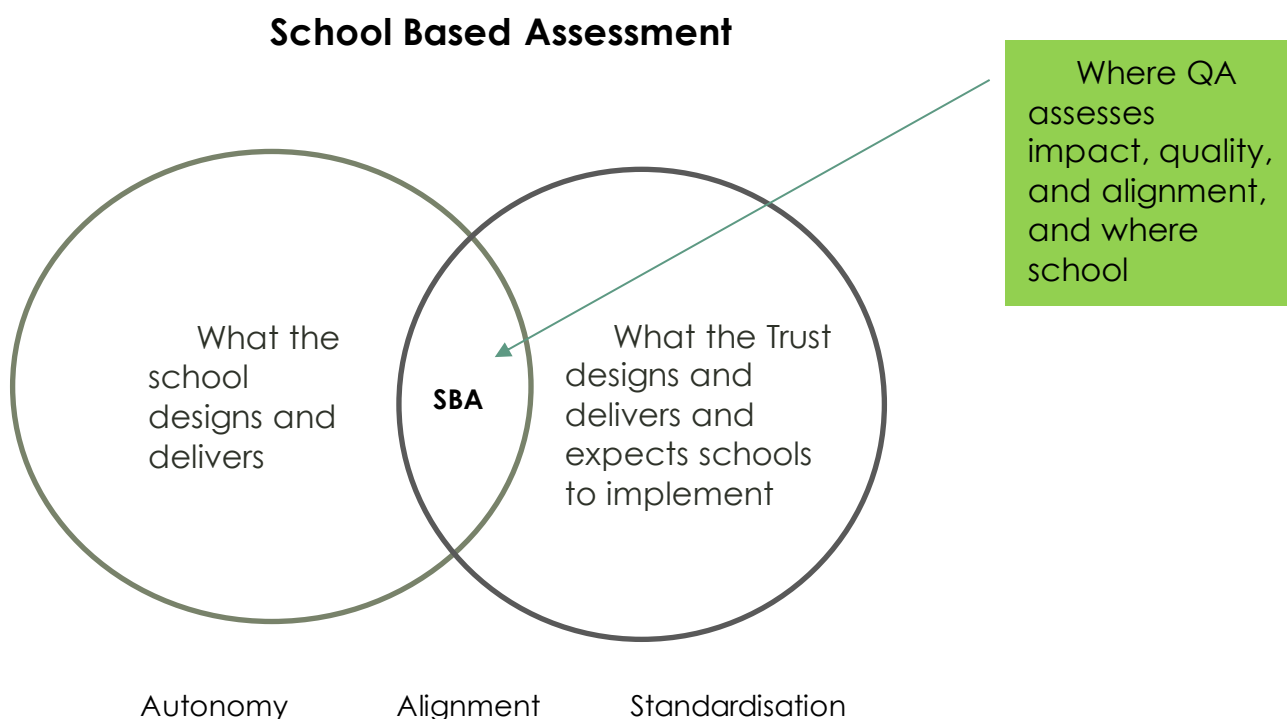 School Based Assessment
Where QA
assesses
impact, quality,
and alignment,
and where
school
What the
school
designs and
delivers
SBA
What the Trust
designs and
delivers and
expects schools
to implement
Autonomy
Alignment
Standardisation